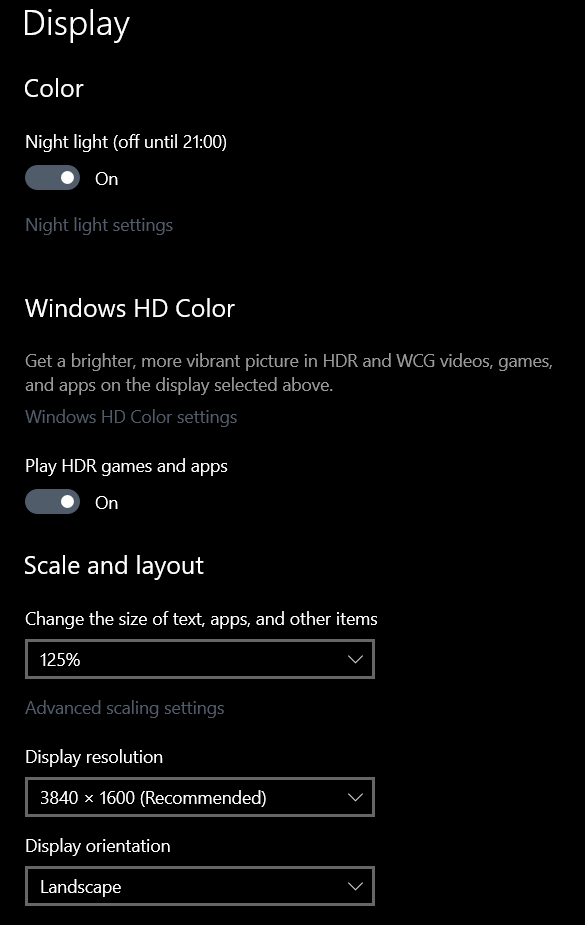 Display
Color
Night light (off until 21:00)
On
Night light settings
Windows HD Color
Get a brighter, more vibrant picture in HDR and WCG videos, games,
and apps on the display selected above.
Windows HD Color settings
Play HDR games and apps
On
Scale and layout
Change the size of text, apps, and other items
125%
Advanced scaling settings
Display resolution
3840 × 1600 (Recommended)
Display orientation
Landscape